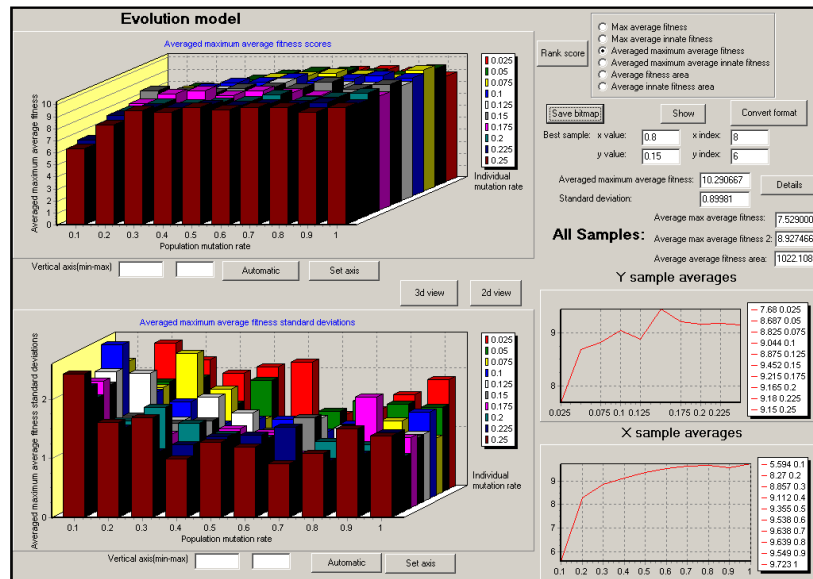 Evolution model
Averaged maximum average fitness scores
Averaged maximum average fitness
10
9
8
7
6
5
4
3
2
1
0
0.1 0.2 0.3 0.4 0.5 0.6 0.7 0.8 0.9 1
Population mutation rate
Individual
mutation rate
0.025
0.05
0.075
0.1
0.125
0.15
0.175
0.2
0.225
0.25
Vertical axis(min-max)
Automatic
Set axis
3d view
2d view
Averaged maximum average fitness standard deviations
Averaged maximum average fitness standard deviations
2
1
0
0.1 0.2 0.3 0.4 0.5 0.6 0.7 0.8 0.9 1
Population mutation rate
Individual
mutation rate
0.025
0.05
0.075
0.1
0.125
0.15
0.175
0.2
0.225
0.25
Vertical axis(min-max)
Automatic
Set axis
Rank score
Max average fitness
Max average innate fitness
Averaged maximum average fitness
Averaged maximum average innate fitness
Average fitness area
Average innate fitness area
Save bitmap
Show
Convert format
Best sample: x value: 0.8 x index: 8
y value: 0.15 y index: 6
Averaged maximum average fitness: 10.290667
Standard deviation: 0.89981
Details
All Samples:
Average max average fitness: 7.529000
Average max average fitness 2: 8.927466
Average average fitness area: 1022.108
Y sample averages
9
8
0.025 0.075 0.1 0.125 0.175 0.2 0.225
7.68 0.025
8.687 0.05
8.825 0.075
9.044 0.1
8.875 0.125
9.452 0.15
9.215 0.175
9.165 0.2
9.18 0.225
9.15 0.25
X sample averages
9
8
7
6
0.1 0.2 0.3 0.4 0.5 0.6 0.7 0.8 0.9 1
5.594 0.1
8.27 0.2
8.857 0.3
9.112 0.4
9.355 0.5
9.538 0.6
9.638 0.7
9.639 0.8
9.549 0.9
9.723 1